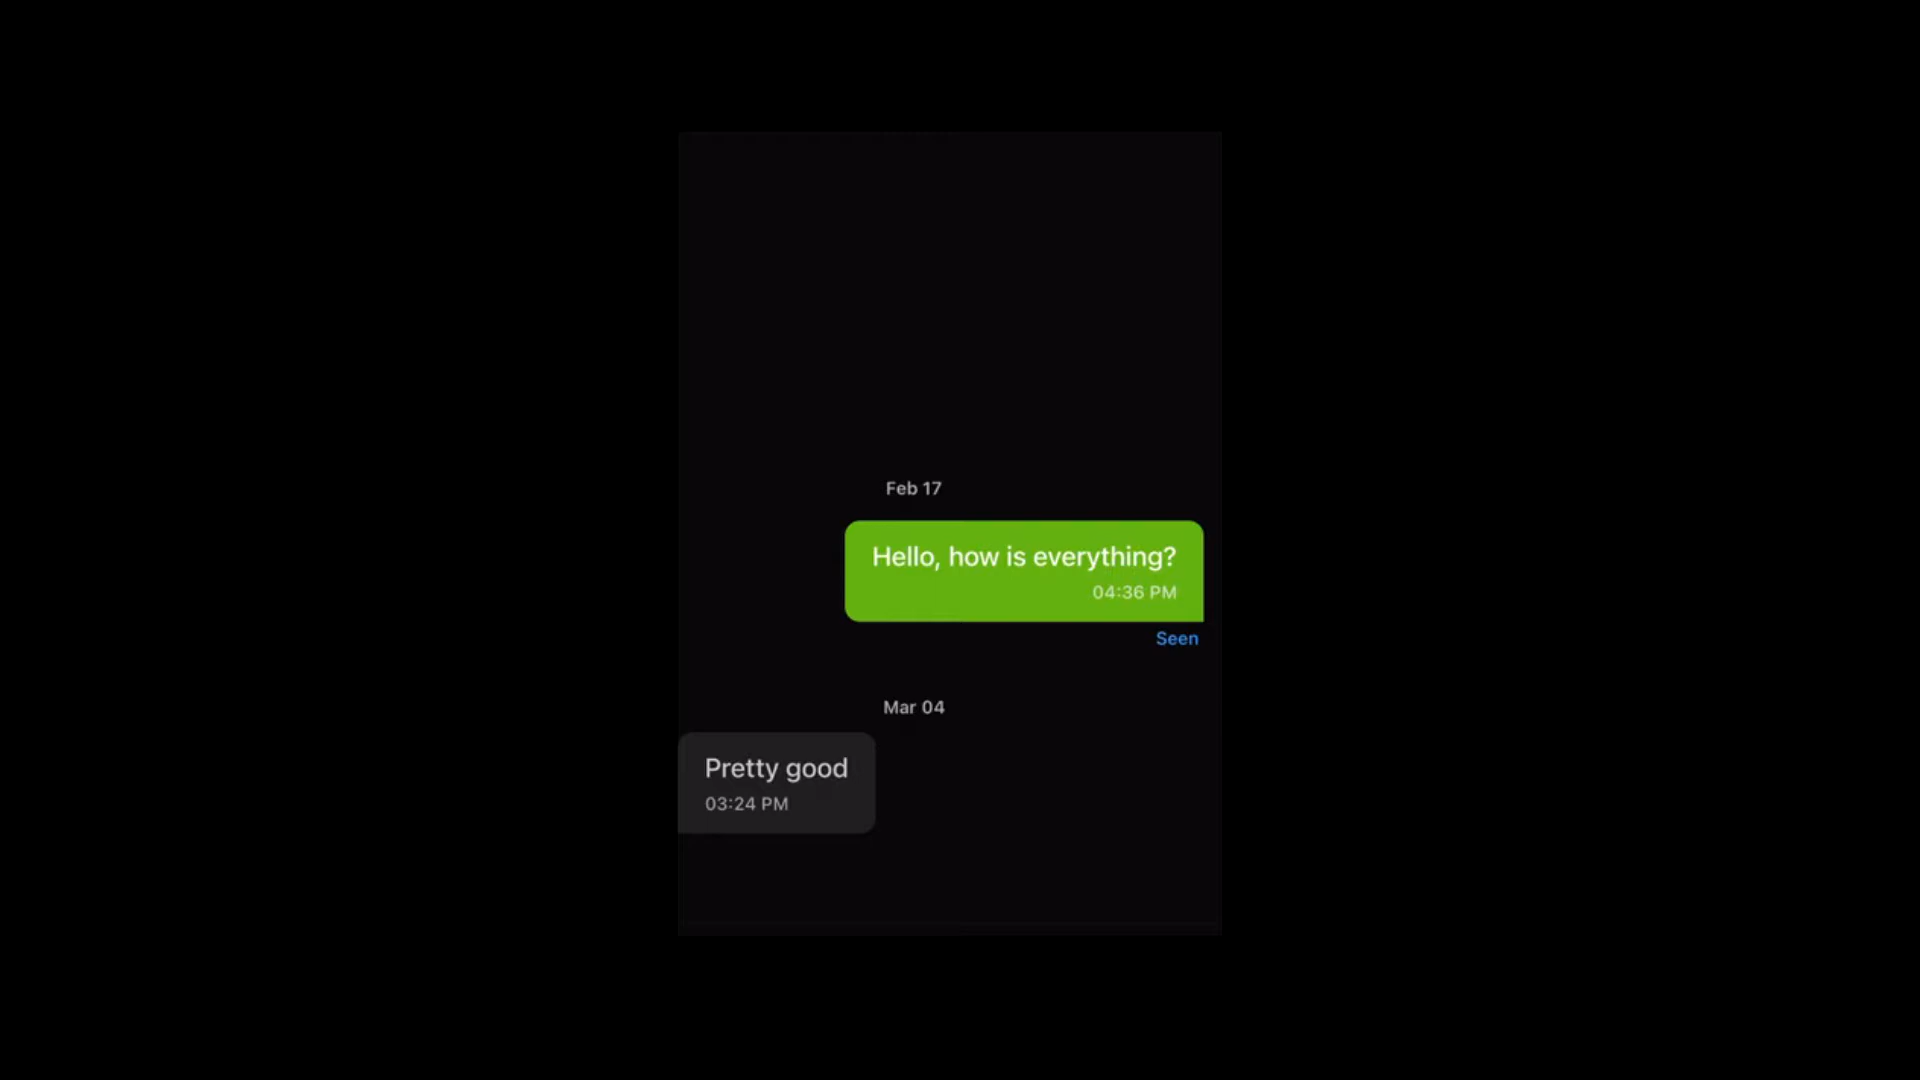 Feb 17
Hello, how is everything?
04:36 PM
Seen
Mar 04
Pretty good
03:24 PM